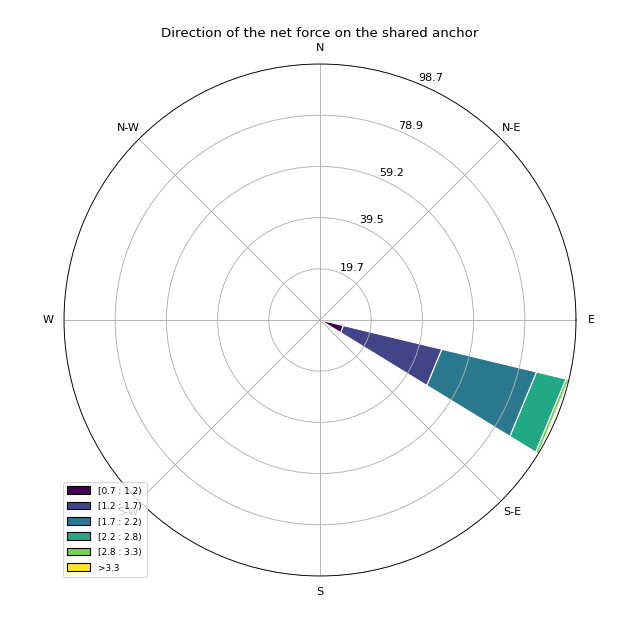 Direction of the net force on the shared anchor
N
98.7
N-W
78.9
N-E
59.2
39.5
19.7
W
E
[0.7 : 1.2)
[1.2 : 1.7)
S-W
S-E
[1.7 : 2.2)
[2.2 : 2.8)
[2.8 : 3.3)
>3.3
S